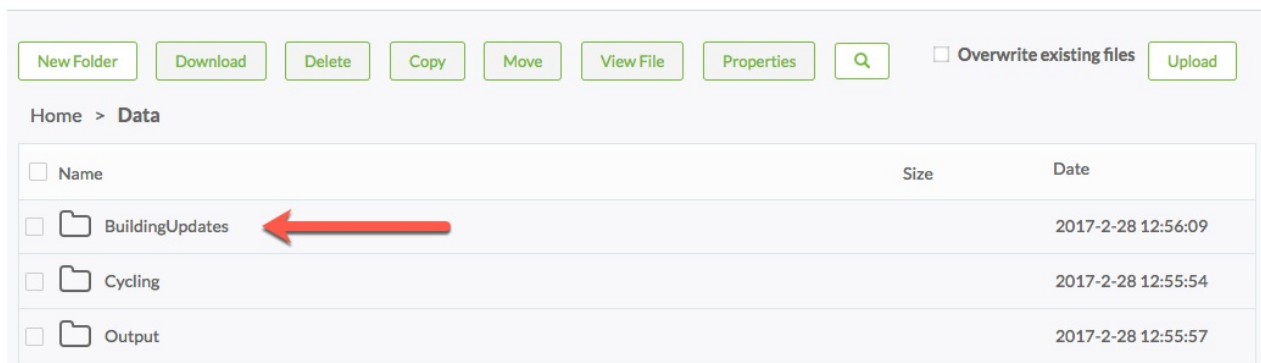 New Folder Download Delete Copy Move View File Properties Overwrite existing files Upload
Home > Data
Name Size Date
BuildingUpdates 2017-2-28 12:56:09
Cycling 2017-2-28 12:55:54
Output 2017-2-28 12:55:57